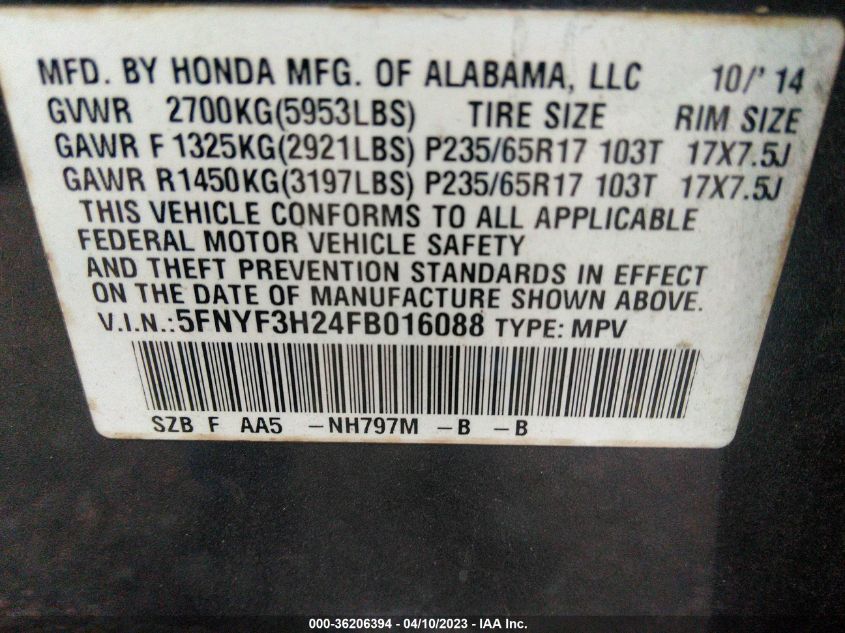 MFD. BY HONDA MFG. OF ALABAMA, LLC 10/'14
GVWR 2700KG(5953LBS) TIRE SIZE RIM SIZE
GAWR F 1325KG(2921LBS) P235/65R17 103T 17X7.5J
GAWR R1450KG(3197LBS) P235/65R17 103T 17X7.5J
THIS VEHICLE CONFORMS TO ALL APPLICABLE
FEDERAL MOTOR VEHICLE SAFETY
AND THEFT PREVENTION STANDARDS IN EFFECT
ON THE DATE OF MANUFACTURE SHOWN ABOVE.
V.I.N.:5FNYF3H24FB016088 TYPE: MPV
SZB F AA5 -NH797M -B -B
000-36206394 - 04/10/2023 - IAA Inc.